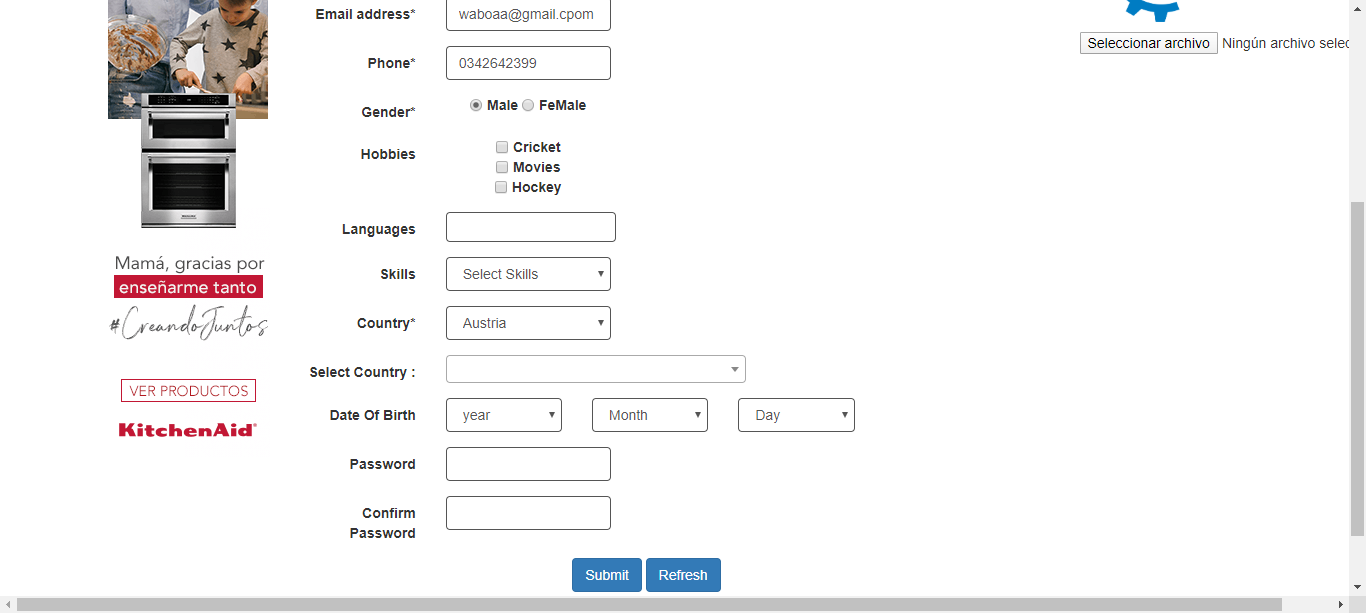 Email address*
waboaa@gmail.cpom
Seleccionar archivo Ningún archivo selec
Phone*
0342642399
Gender*
Male FeMale
Hobbies
Cricket
Movies
Hockey
Languages
Skills
Select Skills
Country*
Austria
Select Country :
Date Of Birth
year Month Day
Password
Confirm
Password
Submit Refresh
Mamá, gracias por
enseñarme tanto
#CreandoJuntos
VER PRODUCTOS
KitchenAid®